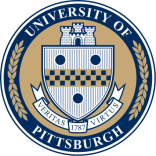 UNIVERSITY OF
PITTSBURGH
VERITAS
1787
VIRTUS